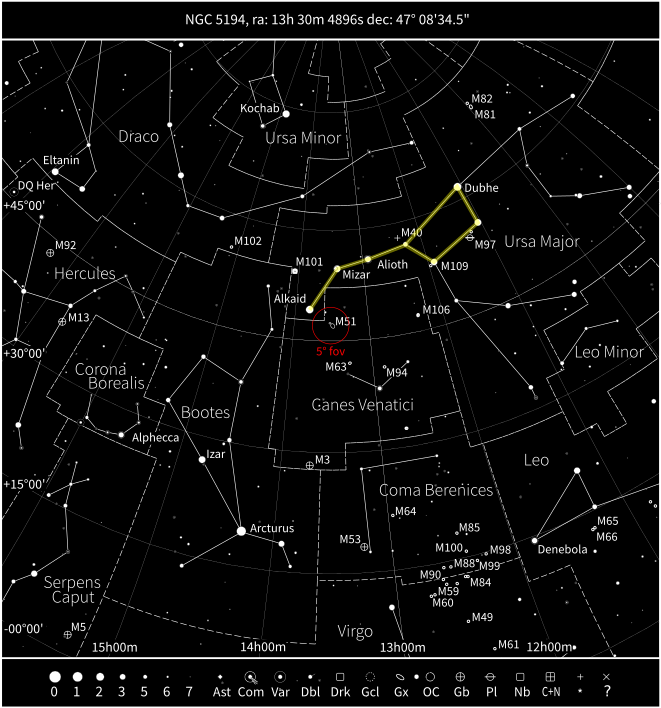 NGC 5194, ra: 13h 30m 4896s dec: 47° 08'34.5"
M82
M81
Kochab
Draco
Ursa Minor
Eltanin
DQ Her
Dubhe
+45°00'
M40
M102
M97
Ursa Major
M92
M101
Alioth
M109
Hercules
Mizar
Alkaid
M106
M13
M51
+30°00'
5° fov
Leo Minor
M63
M94
Corona
Borealis
Ganes Venatici
Bootes
Alphecca
Izar
M3
Leo
+15°00'
Coma Berenices
M64
M65
Arcturus
M85
M66
M53
M100
M98
Denebola
M88
M99
M90
M84
Serpens
Caput
M59
M60
M49
-00°00'
M5
Virgo
15h00m
13h00m
M61
12h00m
0 1 2 3 4 5 6 7 Ast Com Var Dbl Drk Gcl Gx OC Gb Pl Nb C+N * ?